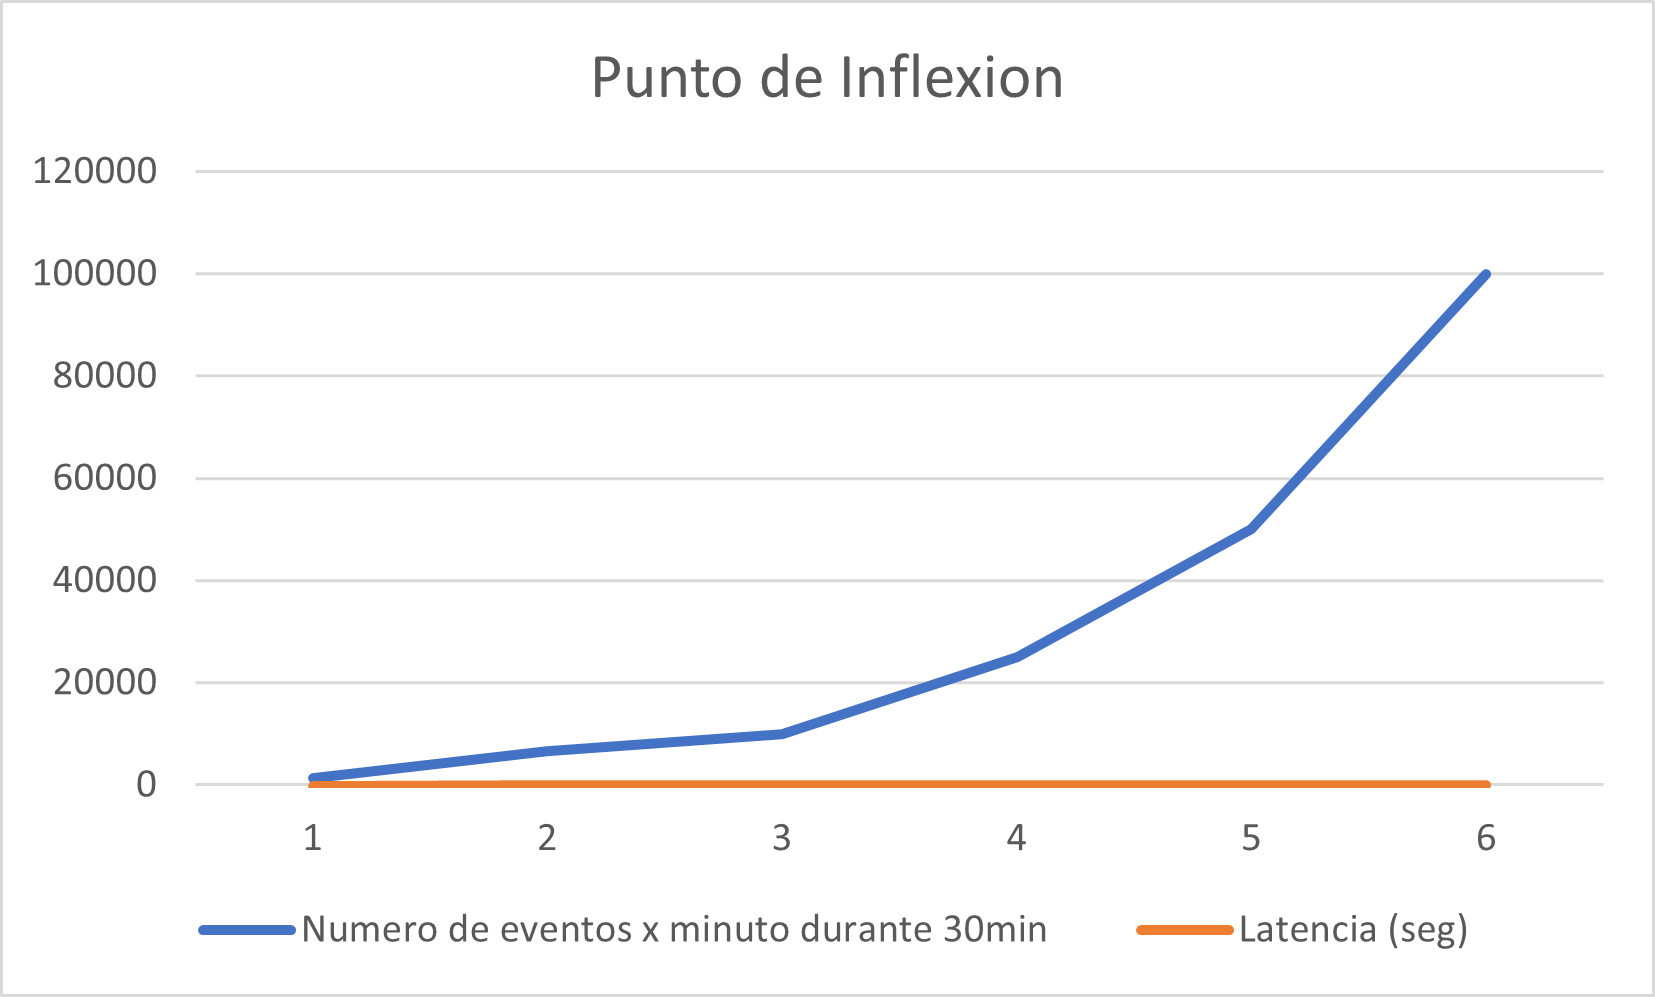 Punto de Inflexion
120000
100000
80000
60000
40000
20000
0
1 2 3 4 5 6
Numero de eventos x minuto durante 30min Latencia (seg)